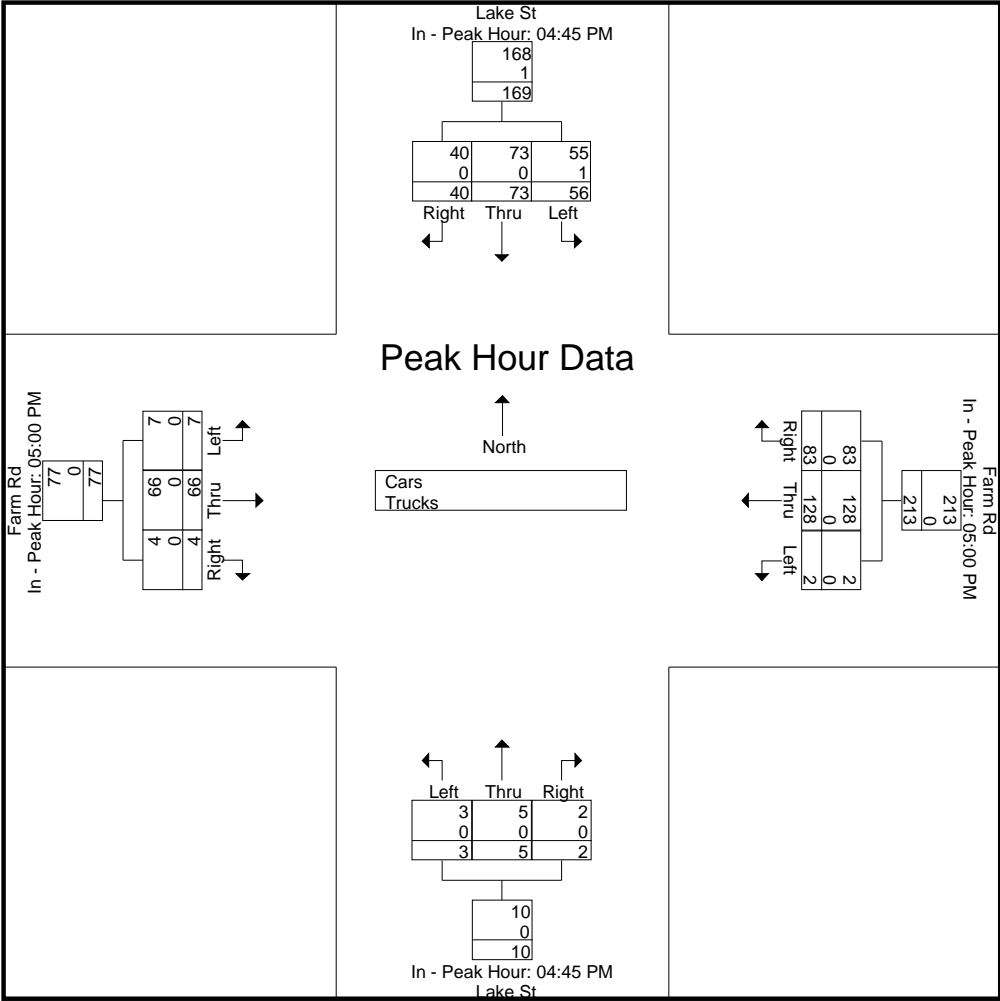 Lake St
In - Peak Hour: 04:45 PM
168
1
169
40 73 55
0 0 1
40 73 56
Right Thru Left
Peak Hour Data
North
Cars
Trucks
Farm Rd
In - Peak Hour: 05:00 PM
77
0
77
7 0 7
66 0 66
4 0 4
Left
Thru
Right
Right
Thru
Left
83 0 83
128 0 128
2 0 2
213
0
213
In - Peak Hour: 05:00 PM
Farm Rd
Left Thru Right
3 5 2
0 0 0
3 5 2
10
0
10
In - Peak Hour: 04:45 PM
Lake St